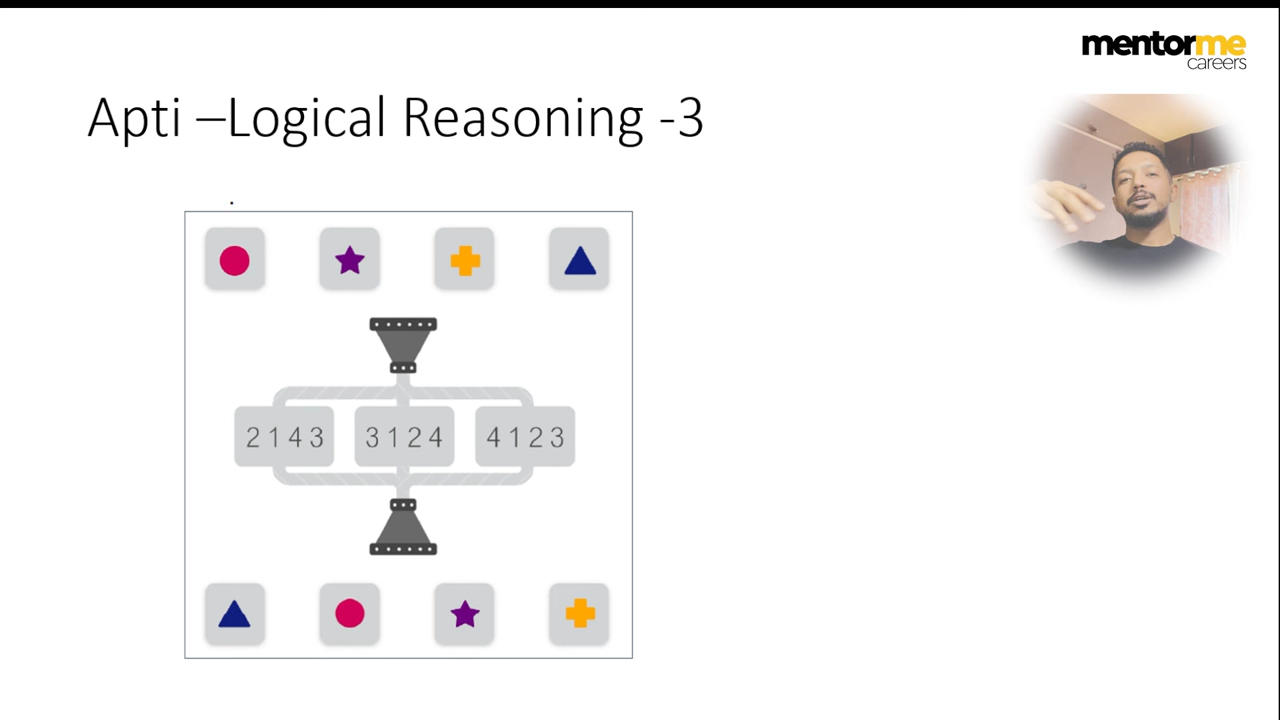 mentorme
careers
Apti –Logical Reasoning -3
.
2 1 4 3 3 1 2 4 4 1 2 3